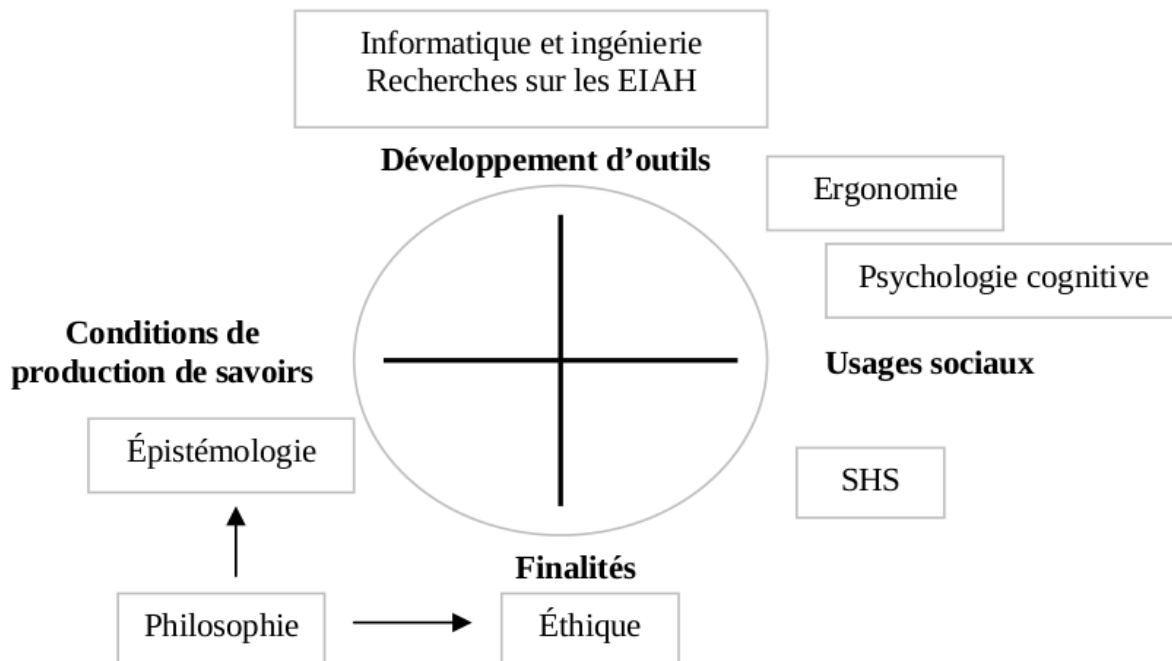 Informatique et ingénierie
Recherches sur les EIAH
Développement d’outils
Ergonomie
Psychologie cognitive
Conditions de
production de savoirs
Usages sociaux
Épistémologie
SHS
Finalités
Philosophie
Éthique